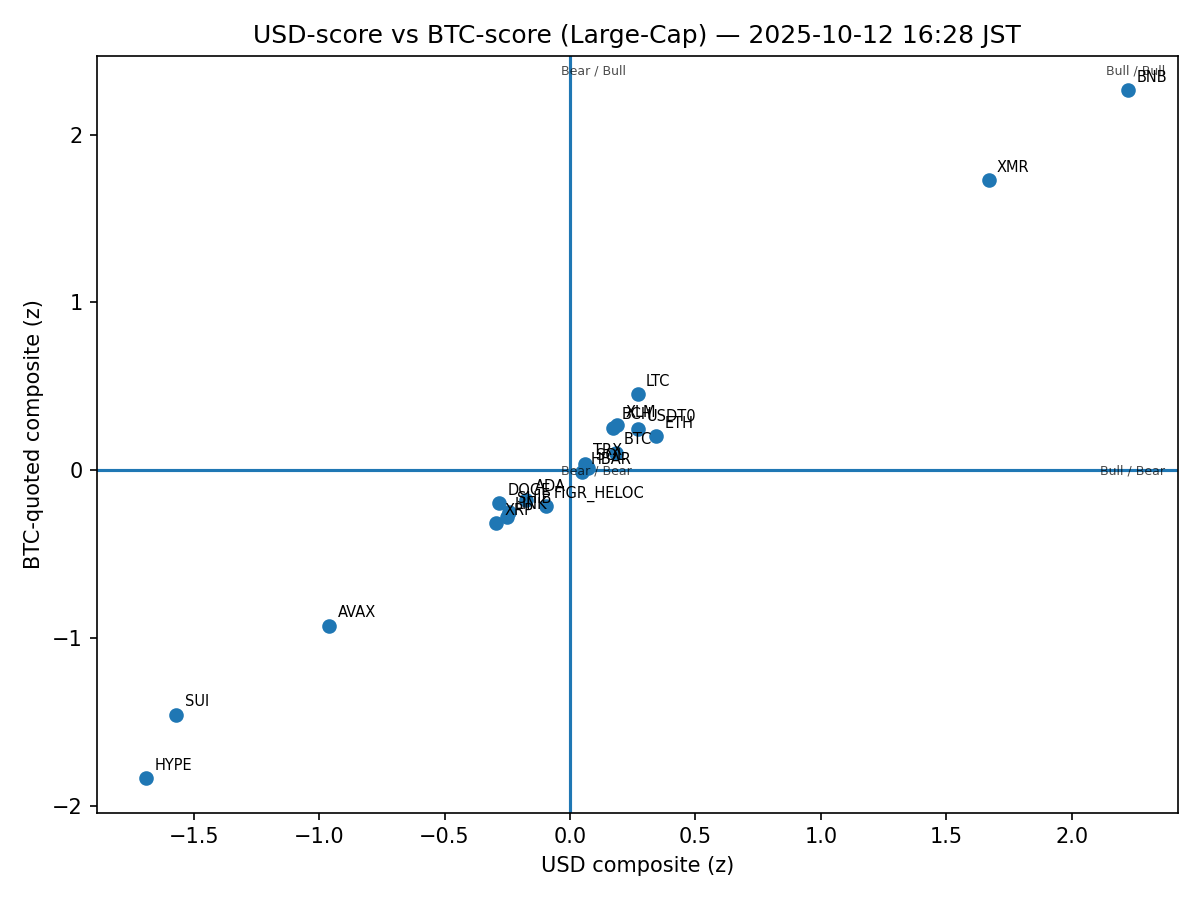 USD-score vs BTC-score (Large-Cap) — 2025-10-12 16:28 JST
Bear / Bull
Bull / Bull
BNB
XMR
LTC
XLM
BCH
USDT0
ETH
BTC
TRX
HBAR
Bear / Bear
Bull / Bear
ADA
DOGE
FIGR_HELOC
SHIB
LINK
XRP
AVAX
SUI
HYPE
2
1
0
−1
−2
BTC-quoted composite (z)
−1.5
−1.0
−0.5
0.0
0.5
1.0
1.5
2.0
USD composite (z)